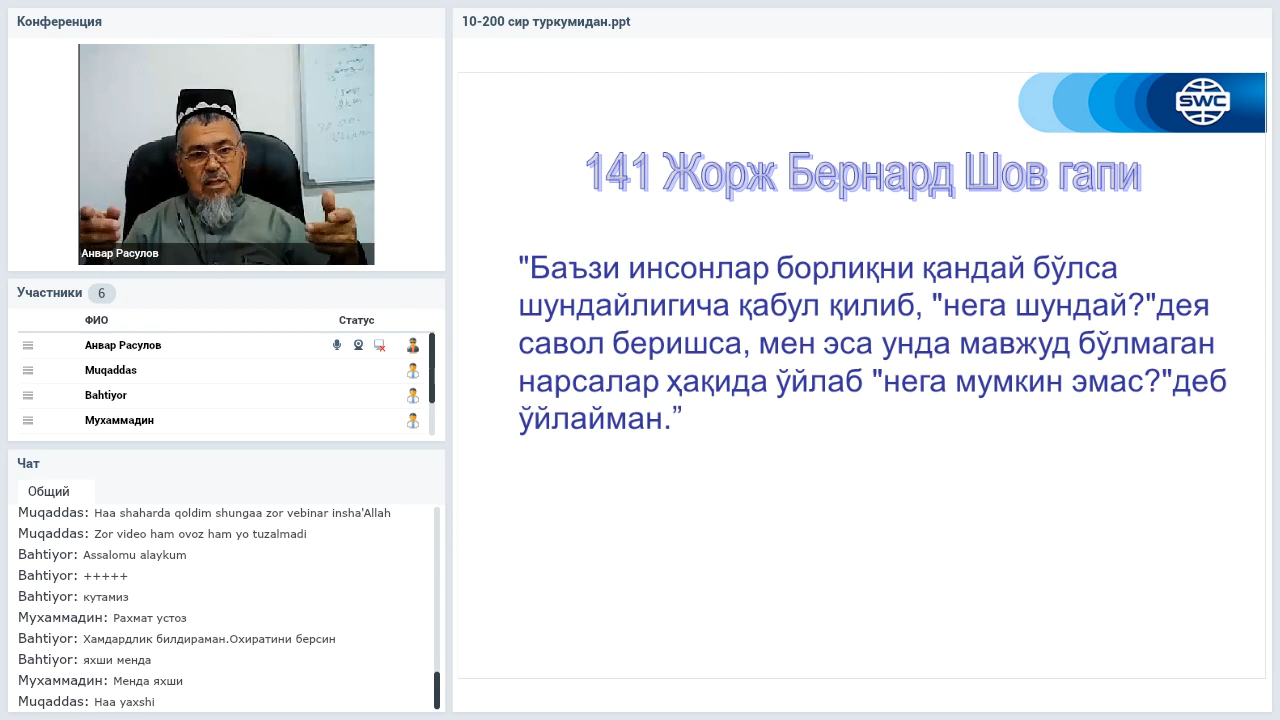 Конференция
Анвар Расулов
Участники 6
ФИО Статус
Анвар Расулов
Muqaddas
Bahtiyor
Мухаммадин
Чат
Общий
Muqaddas: Haa shaharda qoldim shungaa zor vebinar insha'Allah
Muqaddas: Zor video ham ovoz ham yo tuzalmadi
Bahtiyor: Assalomu alaykum
Bahtiyor: +++++
Bahtiyor: кутамиз
Мухаммадин: Рахмат устоз
Bahtiyor: Хамдардлик билдираман.Охиратини берсин
Bahtiyor: яхши менда
Мухаммадин: Менда яхши
Muqaddas: Haa yaxshi
10-200 сир туркумидан.ppt
SWC
141 Жорж Бернард Шов гапи
"Баъзи инсонлар борлиқни қандай бўлса
шундайлигича қабул қилиб, "нега шундай?"дея
савол беришса, мен эса унда мавжуд бўлмаган
нарсалар ҳақида ўйлаб "нега мумкин эмас?"деб
ўйлайман.”